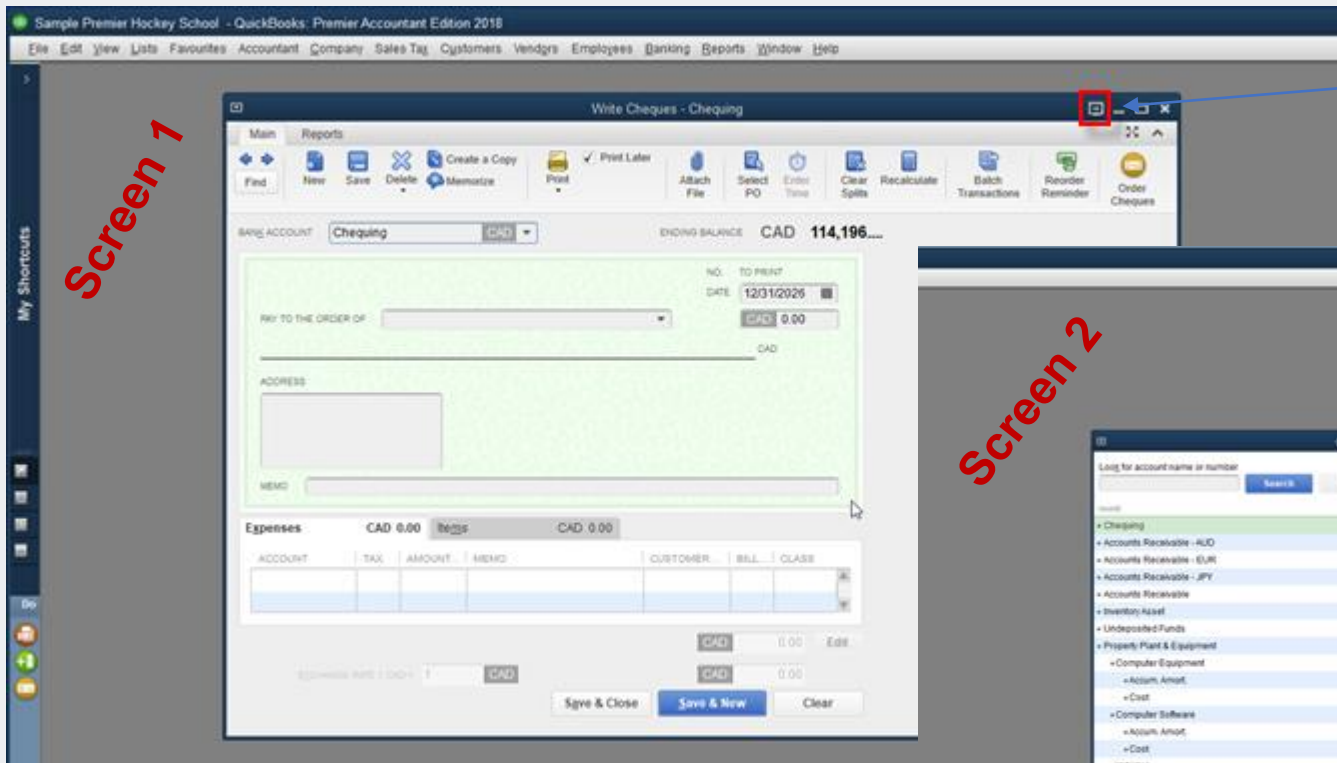 Sample Premier Hockey School - QuickBooks: Premier Accountant Edition 2018
File Edit View Lists Favourites Accountant Company Sales Tax Customers Vendors Employees Banking Reports Window Help
Screen 1
My Shortcuts
Do
Write Cheques - Chequing
Main Reports
Find New Save Delete Create a Copy Memorize Print Print Later Attach File Select PO Enter Time Clear Splits Recalculate Batch Transactions Reorder Reminder Order Cheques
BANK ACCOUNT Chequing CAD ENDING BALANCE CAD 114,196....
NO. TO PRINT
DATE 12/31/2026
PAY TO THE ORDER OF CAD 0.00
CAD
ADDRESS
MEMO
Expenses CAD 0.00 Items CAD 0.00
ACCOUNT TAX AMOUNT... MEMO CUSTOMER... BILL... CLASS
CAD 0.00 Edit
1 CAD CAD 0.00
Save & Close Save & New Clear
Screen 2
Look for account name or number
Search
Chequing
Accounts Receivable - AUD
Accounts Receivable - EUR
Accounts Receivable - JPY
Accounts Receivable
Inventory Asset
Undeposited Funds
Property Plant & Equipment
Computer Equipment
Accum. Amort.
Cost
Computer Software
Accum. Amort.
Cost